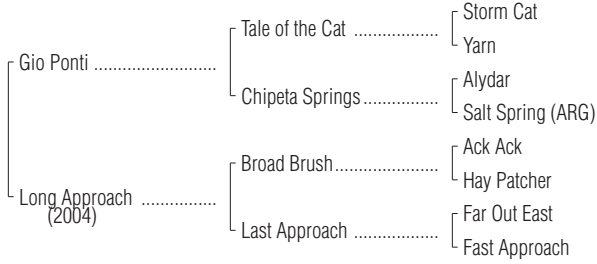 Storm Cat
Tale of the Cat ..................
Yarn
Gio Ponti ..........................
Alydar
Chipeta Springs ................
Salt Spring (ARG)
Ack Ack
Broad Brush ......................
Hay Patcher
Long Approach ................
(2004)
Far Out East
Last Approach ..................
Fast Approach